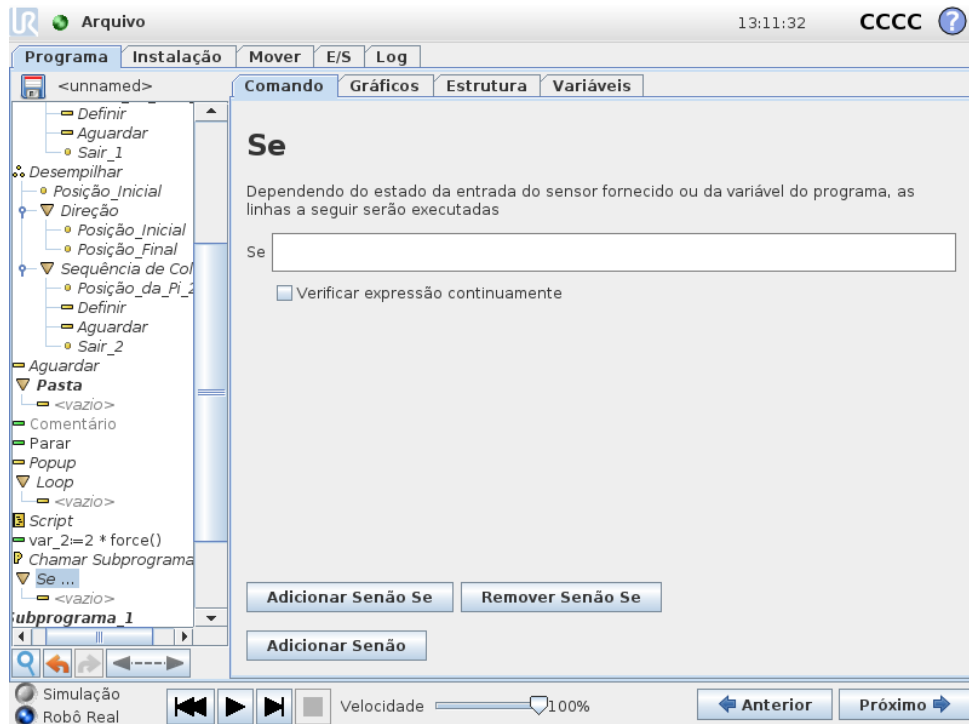 UR Arquivo 13:11:32 CCCC ?
Programa Instalação Mover E/S Log
<unnamed> Comando Gráficos Estrutura Variáveis
Definir
Aguardar
Sair_1
Desempilhar
Posição_Inicial
Direção
Posição_Inicial
Posição_Final
Sequência de Col
Posição_da_Pi_2
Definir
Aguardar
Sair_2
Aguardar
Pasta
<vazio>
Comentário
Parar
Popup
Loop
<vazio>
Script
var_2:=2 * force()
Chamar Subprograma
Se ...
<vazio>
Subprograma_1
Se
Dependendo do estado da entrada do sensor fornecido ou da variável do programa, as
linhas a seguir serão executadas
Se
Verificar expressão continuamente
Adicionar Senão Se Remover Senão Se
Adicionar Senão
Simulação
Robô Real
Velocidade 100% Anterior Próximo